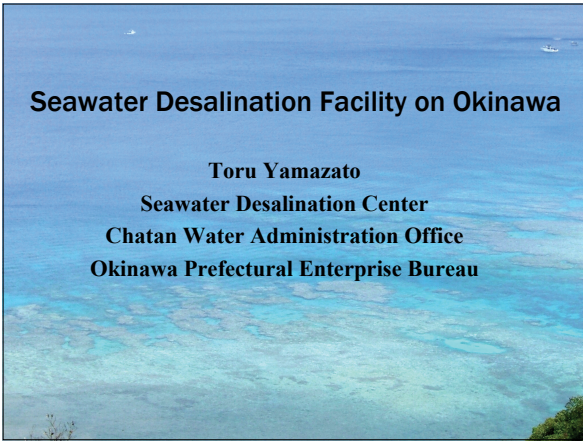 Seawater Desalination Facility on Okinawa
Toru Yamazato
Seawater Desalination Center
Chatan Water Administration Office
Okinawa Prefectural Enterprise Bureau